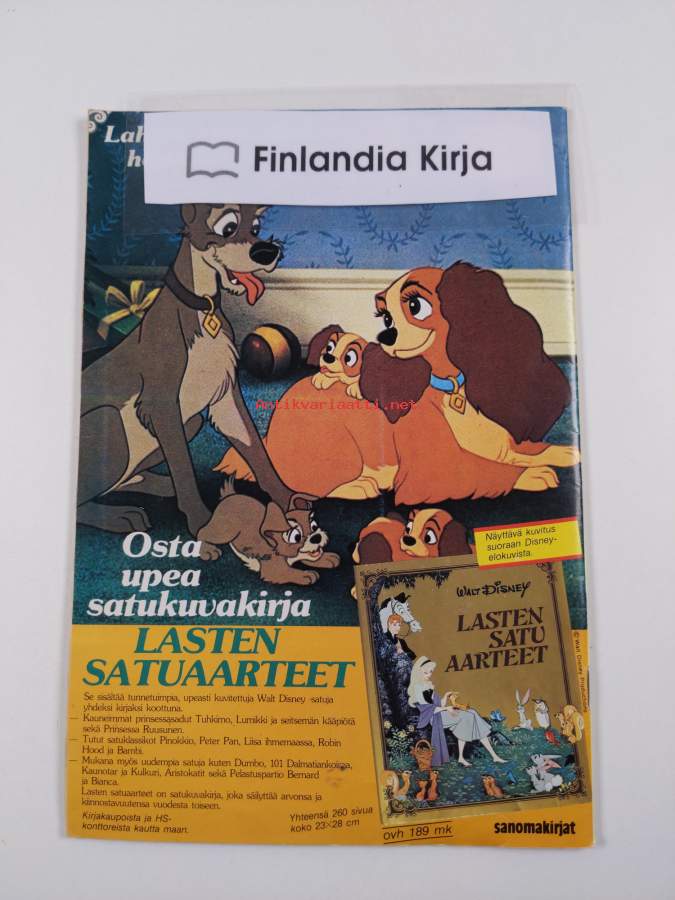 Finlandia Kirja
Antikvariaatti.net
Osta
upea
satukuvakirja
LASTEN
SATUAARTEET
Näyttävä kuvitus
suoraan Disney-
elokuvista.
WALT DISNEY
LASTEN
SATU
AARTEET
© Walt Disney Productions
Se sisältää tunnetuimpia, upeasti kuvitettuja Walt Disney -satuja
yhdeksi kirjaksi koottuna.
— Kauneimmat prinsessasadut Tuhkimo, Lumikki ja seitsemän kääpiötä
sekä Prinsessa Ruusunen.
— Tutut satuklassikot Pinokkio, Peter Pan, Liisa ihmemaassa, Robin
Hood ja Bambi.
— Mukana myös uudempia satuja kuten Dumbo, 101 Dalmatiankoiraa,
Kaunotar ja Kulkuri, Aristokatit sekä Pelastuspartio Bernard
ja Bianca.
Lasten satuaarteet on satukuvakirja, joka säilyttää arvonsa ja
kiinnostavuutensa vuodesta toiseen.
Kirjakaupoista ja HS-
konttoreista kautta maan.
Yhteensä 260 sivua
koko 23×28 cm
ovh 189 mk
sanomakirjat